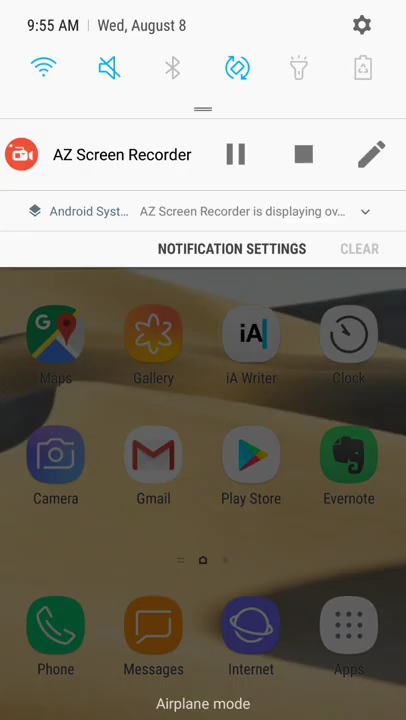 9:55 AM | Wed, August 8
AZ Screen Recorder
Android Syst... AZ Screen Recorder is displaying ov...
NOTIFICATION SETTINGS CLEAR
G
iA
Maps Gallery iA Writer Clock
Camera Gmail Play Store Evernote
Phone Messages Internet Apps
Airplane mode